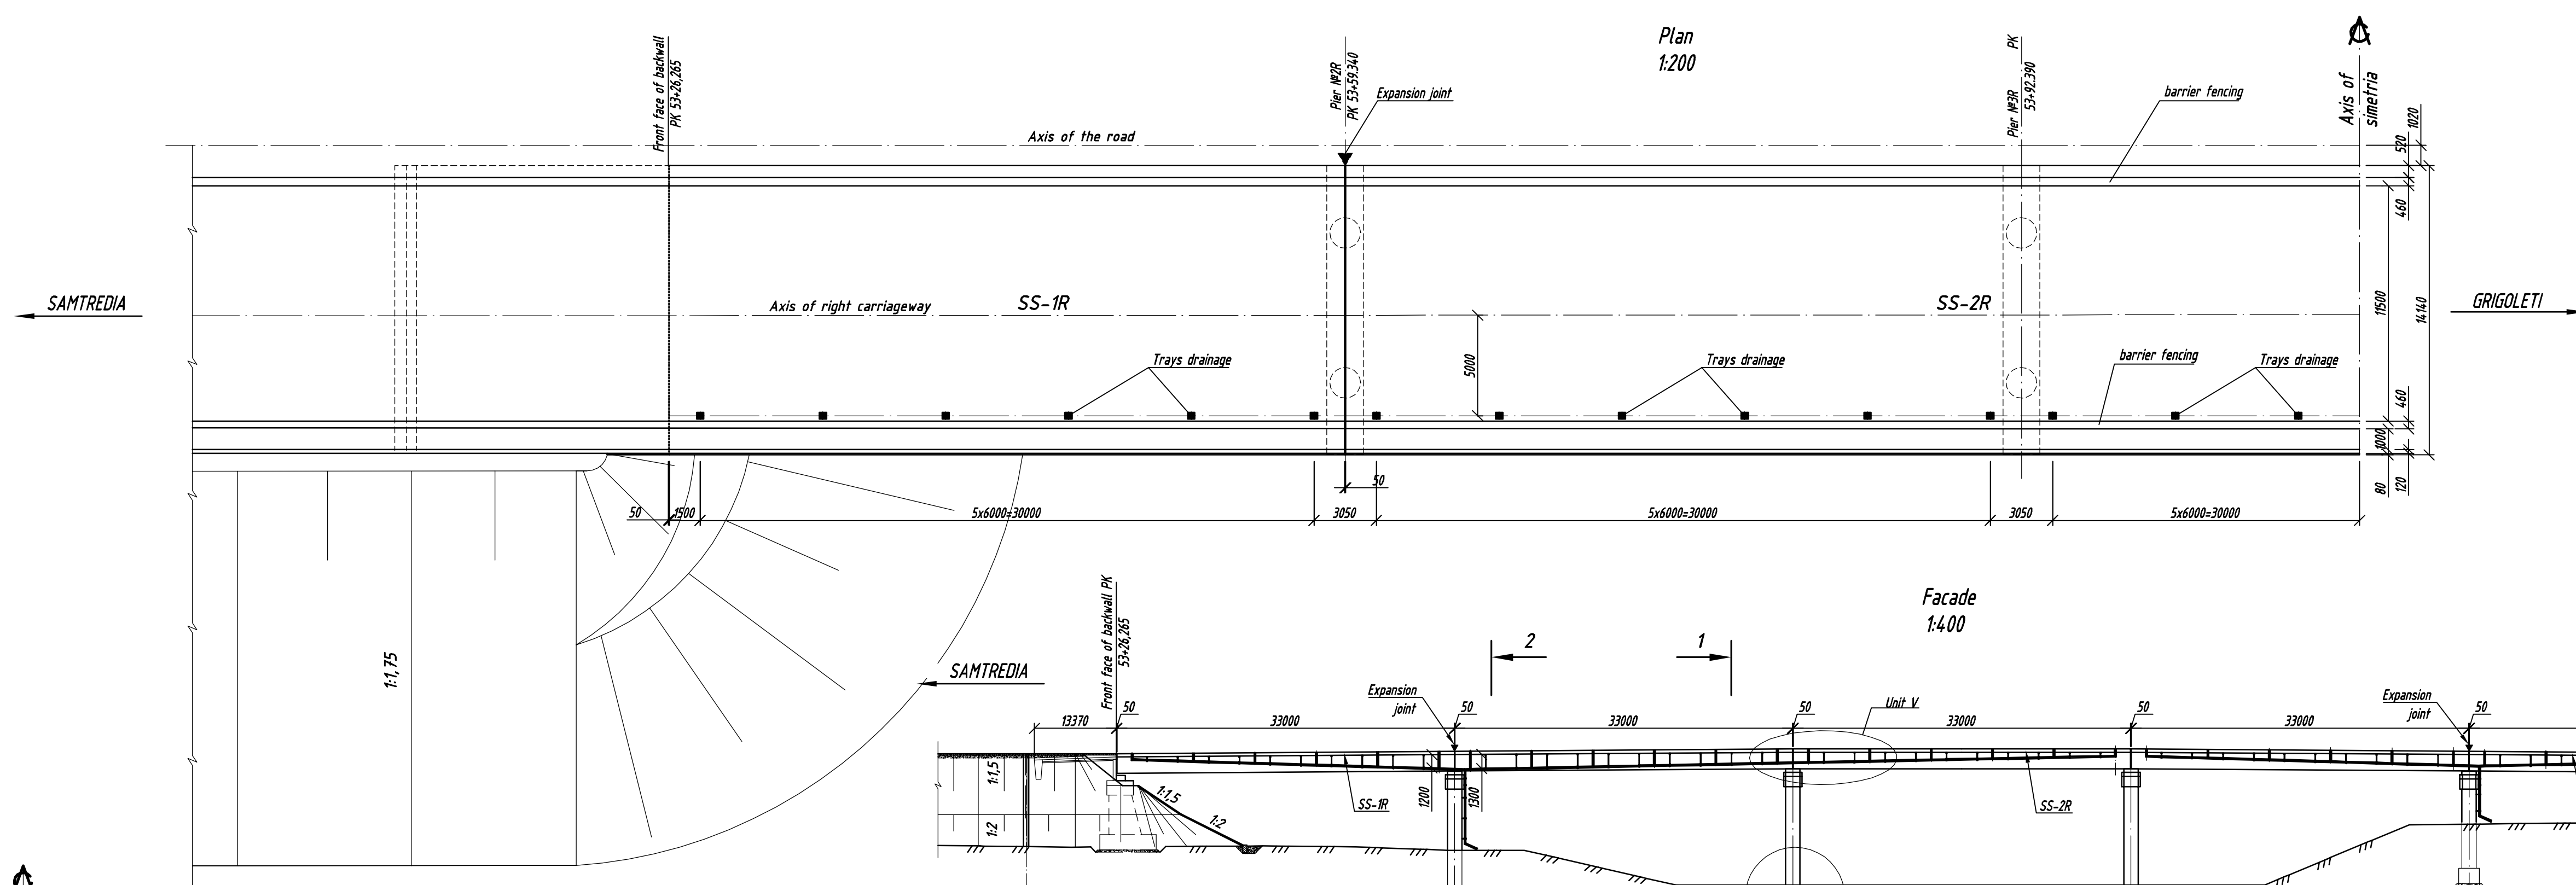 Plan
1:200
Front face of backwall
PK 53+26,265
Pier №2R
PK 53+59.340
Expansion joint
Pier №3R
PK
53+92.390
Axis of
simetria
barrier fencing
Axis of the road
520
1020
460
SAMTREDIA
Axis of right carriageway
SS-1R
SS-2R
GRIGOLETI
11500
14140
5000
Trays drainage
Trays drainage
barrier fencing
Trays drainage
460
1000
80
120
50
50
1500
5x6000=30000
3050
5x6000=30000
3050
5x6000=30000
1:1,75
Facade
1:400
Front face of backwall PK
53+26,265
SAMTREDIA
2
1
Expansion
joint
Unit V
Expansion
joint
13370
50
33000
50
33000
50
33000
50
33000
50
1:1,5
1:2
1:1,5
1:2
SS-1R
1200
1300
SS-2R